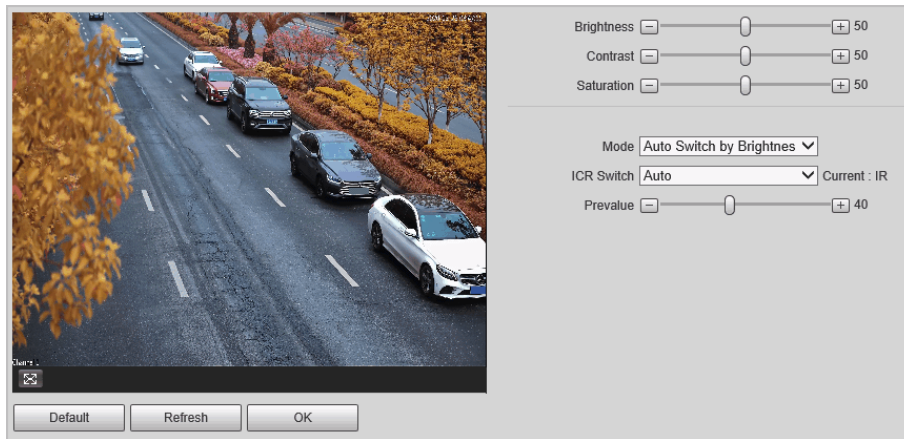 Brightness 50
Contrast 50
Saturation 50
Mode Auto Switch by Brightnes
ICR Switch Auto Current : IR
Prevalue 40
Default Refresh OK